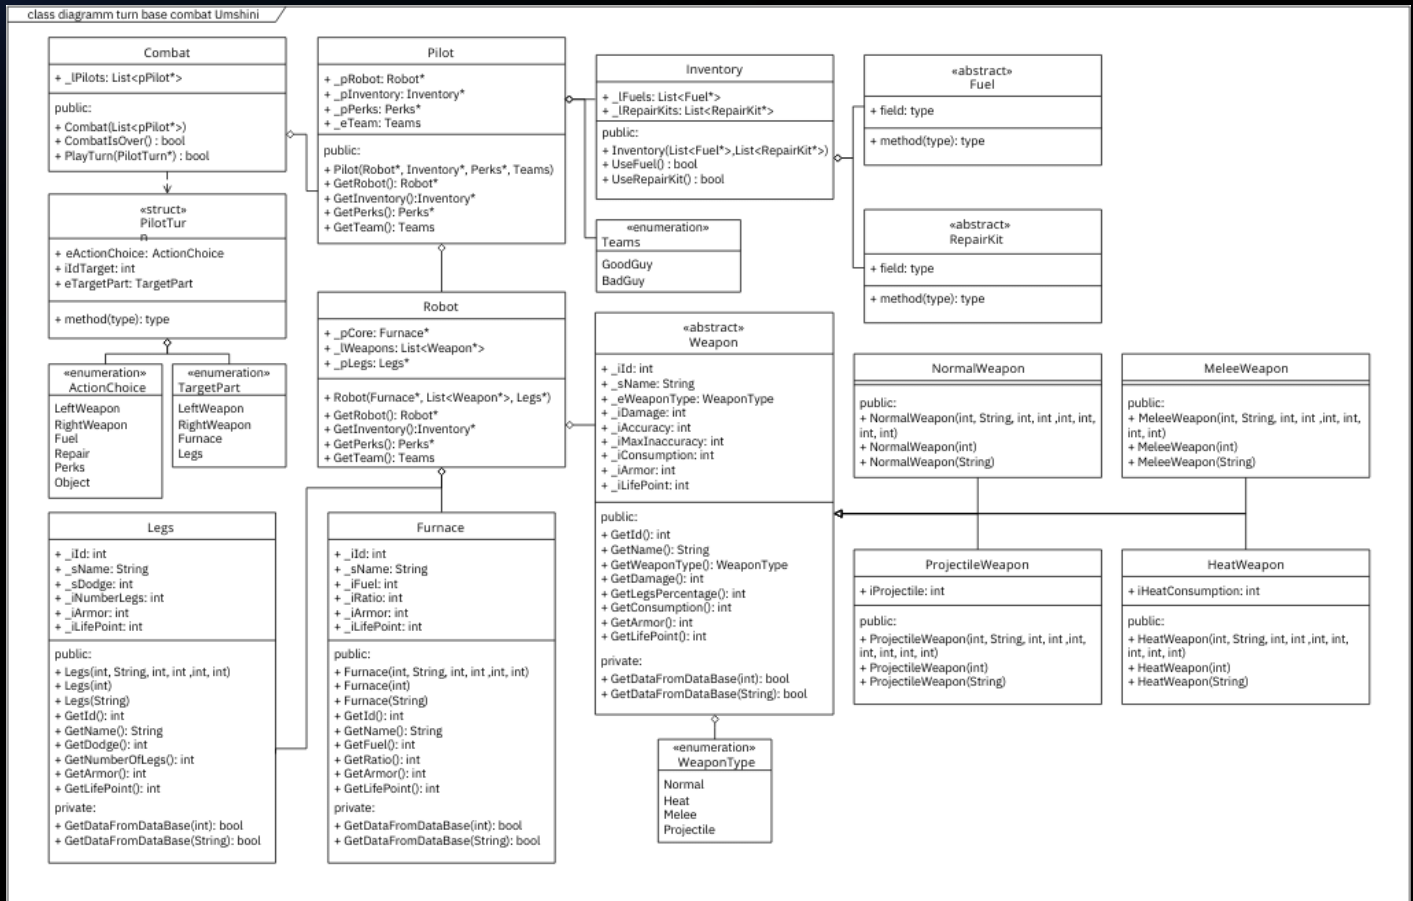 class diagramm turn base combat Umshini
Combat
+ _lPilots: List<pPilot*>
public:
+ Combat(List<pPilot*>)
+ CombatIsOver() : bool
+ PlayTurn(PilotTurn*) : bool
«struct»
PilotTur
n
+ eActionChoice: ActionChoice
+ iIdTarget: int
+ eTargetPart: TargetPart
+ method(type): type
«enumeration»
ActionChoice
LeftWeapon
RightWeapon
Fuel
Repair
Perks
Object
«enumeration»
TargetPart
LeftWeapon
RightWeapon
Furnace
Legs
Pilot
+ _pRobot: Robot*
+ _pInventory: Inventory*
+ _pPerks: Perks*
+ _eTeam: Teams
public:
+ Pilot(Robot*, Inventory*, Perks*, Teams)
+ GetRobot(): Robot*
+ GetInventory():Inventory*
+ GetPerks(): Perks*
+ GetTeam(): Teams
Inventory
+ _lFuels: List<Fuel*>
+ _lRepairKits: List<RepairKit*>
public:
+ Inventory(List<Fuel*>,List<RepairKit*>)
+ UseFuel() : bool
+ UseRepairKit() : bool
«enumeration»
Teams
GoodGuy
BadGuy
«abstract»
Fuel
+ field: type
+ method(type): type
«abstract»
RepairKit
+ field: type
+ method(type): type
Robot
+ _pCore: Furnace*
+ _lWeapons: List<Weapon*>
+ _pLegs: Legs*
+ Robot(Furnace*, List<Weapon*>, Legs*)
+ GetRobot(): Robot*
+ GetInventory():Inventory*
+ GetPerks(): Perks*
+ GetTeam(): Teams
Legs
+ _iId: int
+ _sName: String
+ _sDodge: int
+ _iNumberLegs: int
+ _iArmor: int
+ _iLifePoint: int
public:
+ Legs(int, String, int, int ,int, int)
+ Legs(int)
+ Legs(String)
+ GetId(): int
+ GetName(): String
+ GetDodge(): int
+ GetNumberOfLegs(): int
+ GetArmor(): int
+ GetLifePoint(): int
private:
+ GetDataFromDataBase(int): bool
+ GetDataFromDataBase(String): bool
Furnace
+ _iId: int
+ _sName: String
+ _iFuel: int
+ _iRatio: int
+ _iArmor: int
+ _iLifePoint: int
public:
+ Furnace(int, String, int, int ,int, int)
+ Furnace(int)
+ Furnace(String)
+ GetId(): int
+ GetName(): String
+ GetFuel(): int
+ GetRatio(): int
+ GetArmor(): int
+ GetLifePoint(): int
private:
+ GetDataFromDataBase(int): bool
+ GetDataFromDataBase(String): bool
«abstract»
Weapon
+ _iId: int
+ _sName: String
+ _eWeaponType: WeaponType
+ _iDamage: int
+ _iAccuracy: int
+ _iMaxInaccuracy: int
+ _iConsumption: int
+ _iArmor: int
+ _iLifePoint: int
public:
+ GetId(): int
+ GetName(): String
+ GetWeaponType(): WeaponType
+ GetDamage(): int
+ GetLegsPercentage(): int
+ GetConsumption(): int
+ GetArmor(): int
+ GetLifePoint(): int
private:
+ GetDataFromDataBase(int): bool
+ GetDataFromDataBase(String): bool
«enumeration»
WeaponType
Normal
Heat
Melee
Projectile
NormalWeapon
public:
+ NormalWeapon(int, String, int, int ,int, int,
int, int)
+ NormalWeapon(int)
+ NormalWeapon(String)
MeleeWeapon
public:
+ MeleeWeapon(int, String, int, int ,int, int,
int, int)
+ MeleeWeapon(int)
+ MeleeWeapon(String)
ProjectileWeapon
+ iProjectile: int
public:
+ ProjectileWeapon(int, String, int, int ,int,
int, int, int, int)
+ ProjectileWeapon(int)
+ ProjectileWeapon(String)
HeatWeapon
+ iHeatConsumption: int
public:
+ HeatWeapon(int, String, int, int ,int, int,
int, int, int)
+ HeatWeapon(int)
+ HeatWeapon(String)